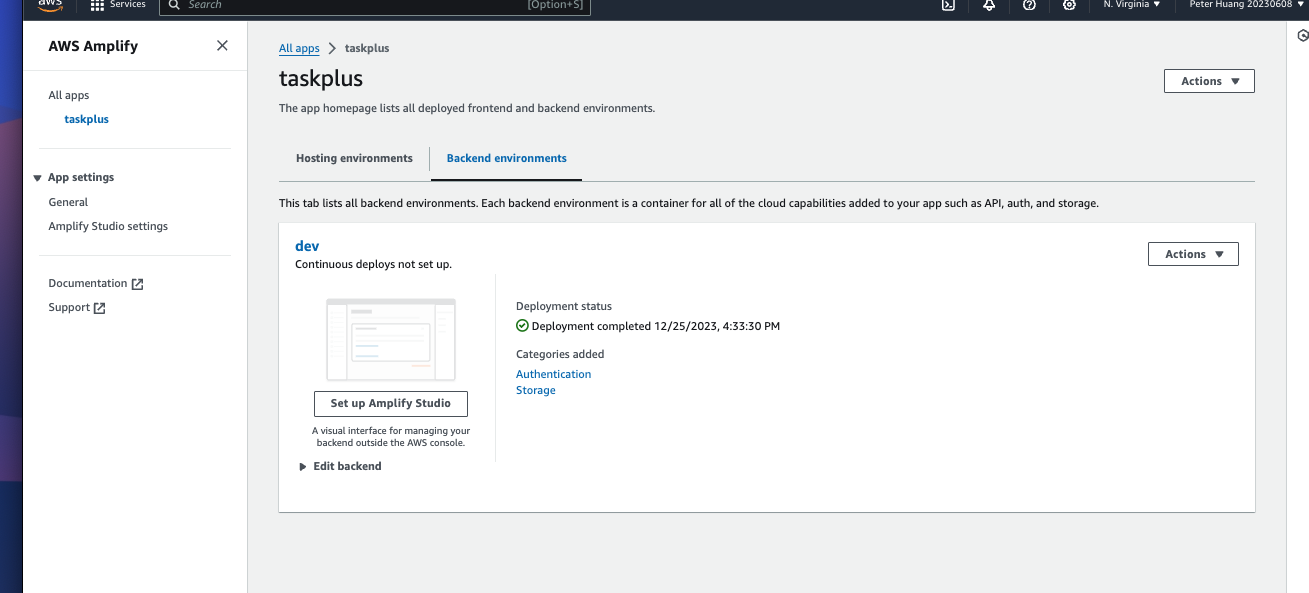 aws
Services
Search
[Option+S]
N. Virginia
Peter Huang 20230608
AWS Amplify
All apps
taskplus
App settings
General
Amplify Studio settings
Documentation
Support
All apps > taskplus
taskplus
Actions
The app homepage lists all deployed frontend and backend environments.
Hosting environments
Backend environments
This tab lists all backend environments. Each backend environment is a container for all of the cloud capabilities added to your app such as API, auth, and storage.
dev
Continuous deploys not set up.
Actions
Set up Amplify Studio
A visual interface for managing your
backend outside the AWS console.
Edit backend
Deployment status
Deployment completed 12/25/2023, 4:33:30 PM
Categories added
Authentication
Storage